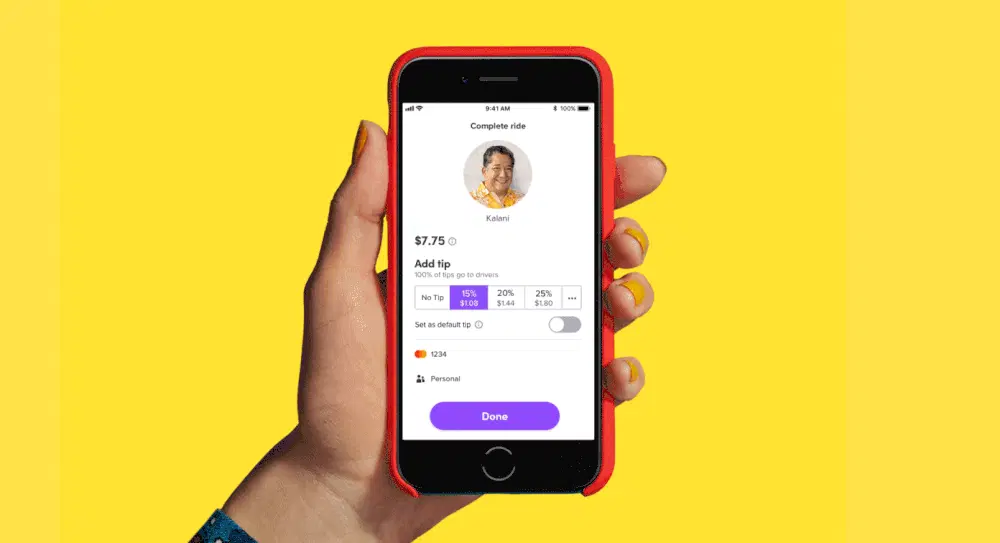 9:41 AM 100%
Complete ride
Kalani
$7.75
Add tip
100% of tips go to drivers
No Tip 15% 20% 25% •••
$1.08 $1.44 $1.80
Set as default tip
1234
Personal
Done